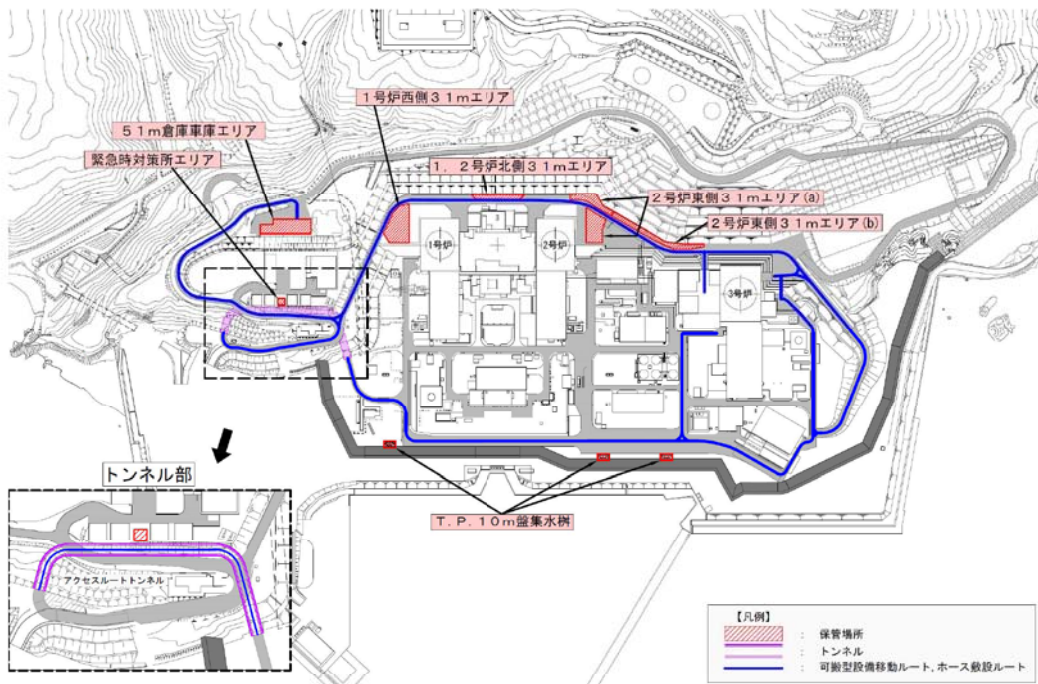 1号炉西側31mエリア
51m倉庫車庫エリア
緊急時対策所エリア
1,2号炉北側31mエリア
2号炉東側31mエリア(a)
2号炉東側31mエリア(b)
1号炉
2号炉
3号炉
トンネル部
T.P.10m盤集水桝
アクセスルートトンネル
【凡例】
: 保管場所
: トンネル
: 可搬型設備移動ルート,ホース敷設ルート